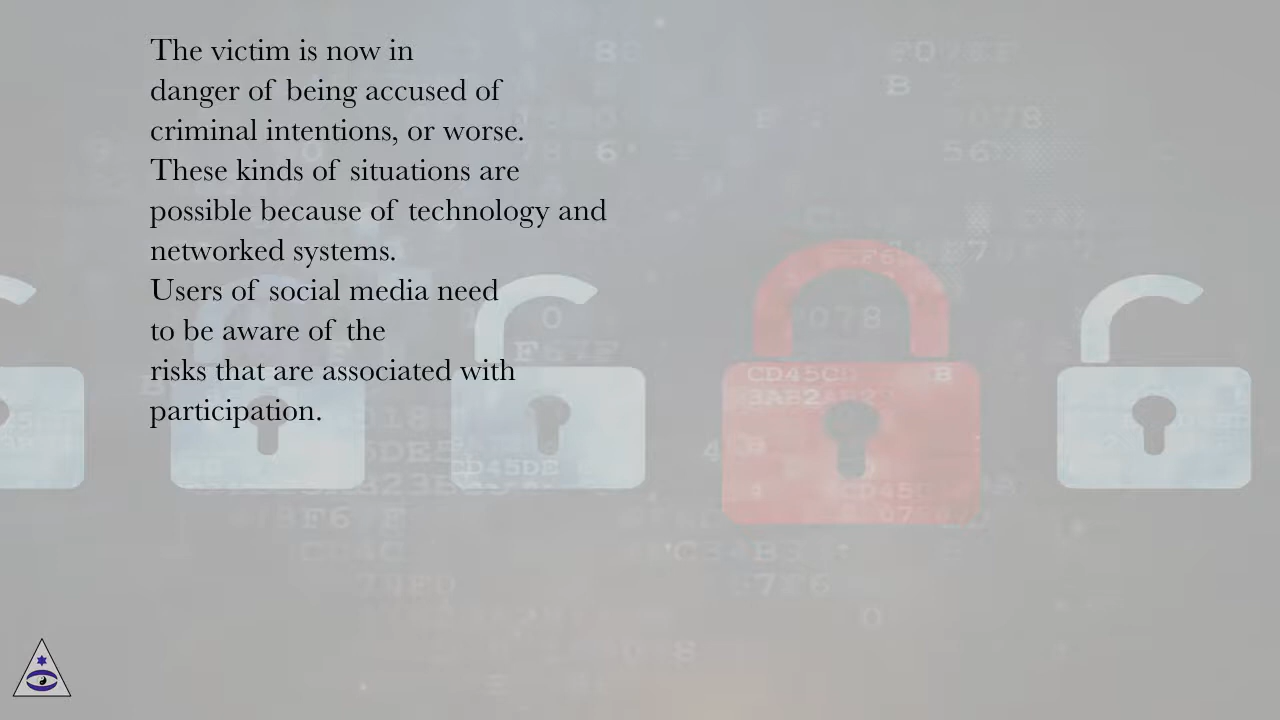 The victim is now in
danger of being accused of
criminal intentions, or worse.
These kinds of situations are
possible because of technology and
networked systems.
Users of social media need
to be aware of the
risks that are associated with
participation.
CD45DE